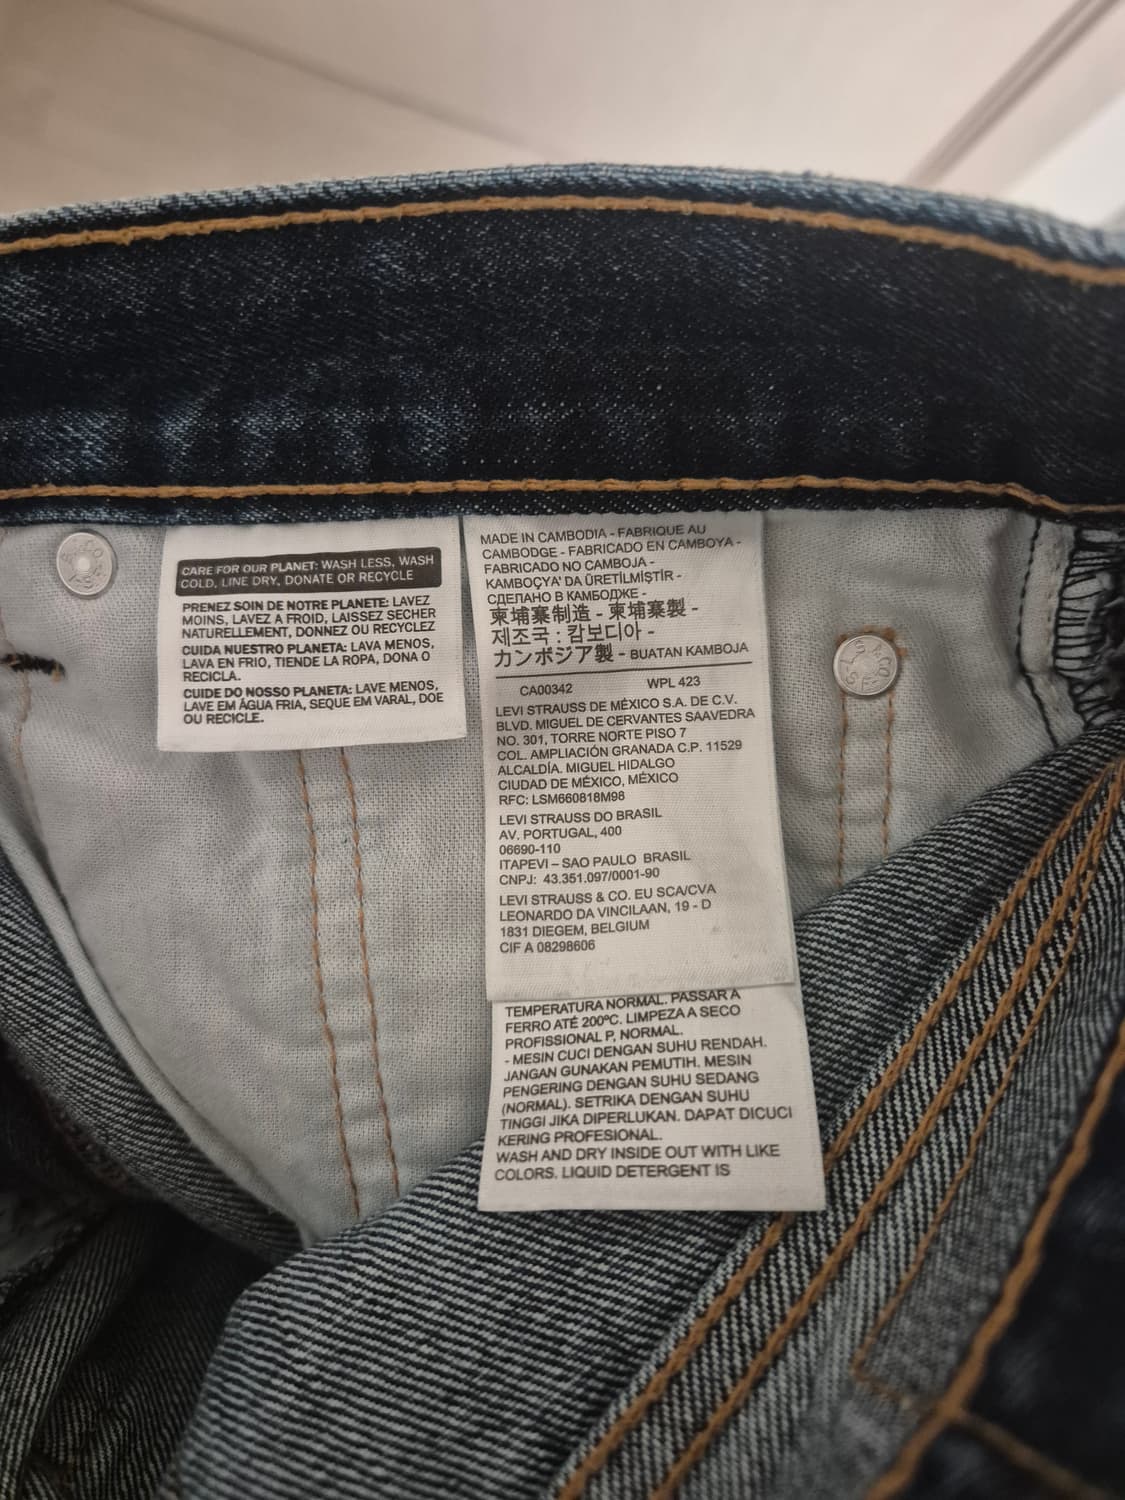 CARE FOR OUR PLANET: WASH LESS, WASH
COLD, LINE DRY, DONATE OR RECYCLE
PRENEZ SOIN DE NOTRE PLANETE: LAVEZ
MOINS, LAVEZ A FROID, LAISSEZ SECHER
NATURELLEMENT, DONNEZ OU RECYCLEZ
CUIDA NUESTRO PLANETA: LAVA MENOS,
LAVA EN FRIO, TIENDE LA ROPA, DONA O
RECICLA.
CUIDE DO NOSSO PLANETA: LAVE MENOS,
LAVE EM ÁGUA FRIA, SEQUE EM VARAL, DOE
OU RECICLE.
MADE IN CAMBODIA - FABRIQUE AU
CAMBODGE - FABRICADO EN CAMBOYA -
FABRICADO NO CAMBOJA -
KAMBOÇYA' DA ÜRETİLMİŞTİR -
СДЕЛАНО В КАМБОДЖЕ -
柬埔寨制造 - 柬埔寨製 -
제조국 : 캄보디아 -
カンボジア製 - BUATAN KAMBOJA
CA00342 WPL 423
LEVI STRAUSS DE MÉXICO S.A. DE C.V.
BLVD. MIGUEL DE CERVANTES SAAVEDRA
NO. 301, TORRE NORTE PISO 7
COL. AMPLIACIÓN GRANADA C.P. 11529
ALCALDÍA. MIGUEL HIDALGO
CIUDAD DE MÉXICO, MÉXICO
RFC: LSM660818M98
LEVI STRAUSS DO BRASIL
AV. PORTUGAL, 400
06690-110
ITAPEVI – SAO PAULO BRASIL
CNPJ: 43.351.097/0001-90
LEVI STRAUSS & CO. EU SCA/CVA
LEONARDO DA VINCILAAN, 19 - D
1831 DIEGEM, BELGIUM
CIF A 08298606
TEMPERATURA NORMAL. PASSAR A
FERRO ATÉ 200ºC. LIMPEZA A SECO
PROFISSIONAL P, NORMAL.
- MESIN CUCI DENGAN SUHU RENDAH.
JANGAN GUNAKAN PEMUTIH. MESIN
PENGERING DENGAN SUHU SEDANG
(NORMAL). SETRIKA DENGAN SUHU
TINGGI JIKA DIPERLUKAN. DAPAT DICUCI
KERING PROFESIONAL.
WASH AND DRY INSIDE OUT WITH LIKE
COLORS. LIQUID DETERGENT IS